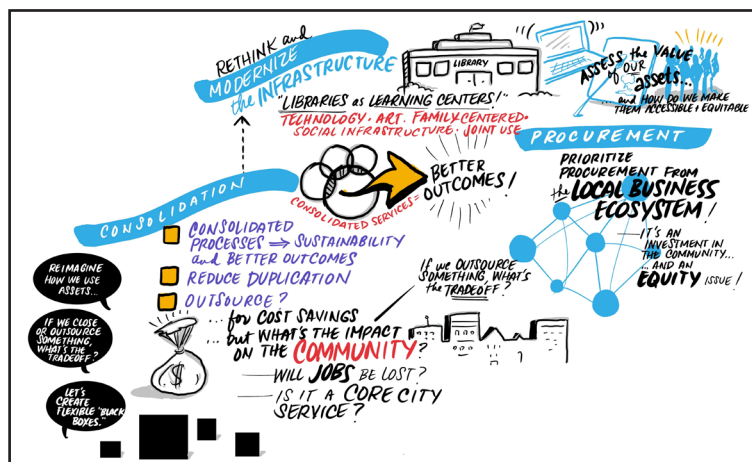 RETHINK and
MODERNIZE
the INFRASTRUCTURE
LIBRARY
"LIBRARIES as LEARNING CENTERS!"
TECHNOLOGY • ART • FAMILY CENTERED •
SOCIAL INFRASTRUCTURE • JOINT USE
ASSESS the VALUE
of OUR
assets...
...and HOW DO WE MAKE
THEM ACCESSIBLE + EQUITABLE
PROCUREMENT
PRIORITIZE
PROCUREMENT FROM
the LOCAL BUSINESS
ECOSYSTEM!
—IT'S AN
INVESTMENT IN
THE COMMUNITY...
...AND AN
EQUITY ISSUE!
CONSOLIDATION
CONSOLIDATED SERVICES =
BETTER
OUTCOMES!
CONSOLIDATED
PROCESSES ⇒ SUSTAINABILITY
and BETTER OUTCOMES
REDUCE DUPLICATION
OUTSOURCE?
...for COST SAVINGS
...but WHAT'S THE IMPACT
ON THE COMMUNITY?
—WILL JOBS BE LOST?
—IS IT A CORE CITY
SERVICE?
If we OUTSOURCE
SOMETHING, WHAT'S
the TRADEOFF?
REIMAGINE
HOW WE USE
ASSETS...
IF WE CLOSE
OR OUTSOURCE
SOMETHING,
WHAT'S THE
TRADEOFF?
LET'S
CREATE
FLEXIBLE "BLACK
BOXES."
$